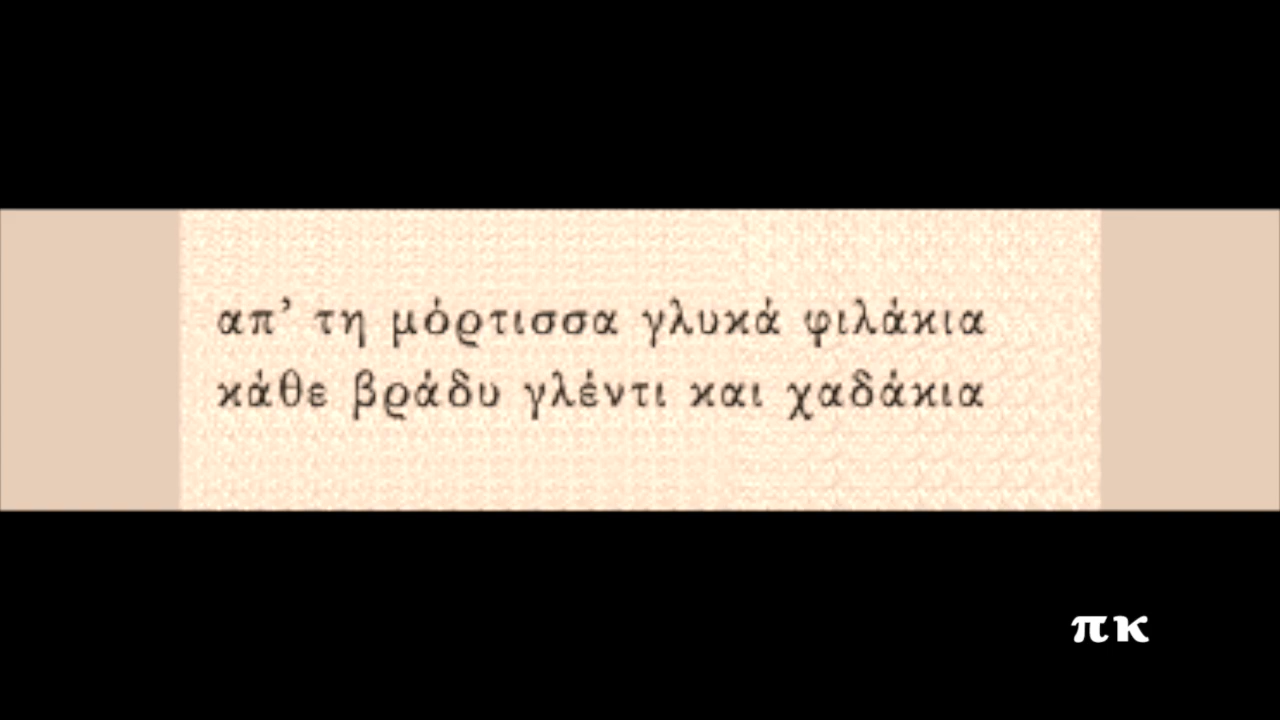 απ’ τη μόρτισσα γλυκά φιλάκια
κάθε βράδυ γλέντι και χαδάκια
πκ